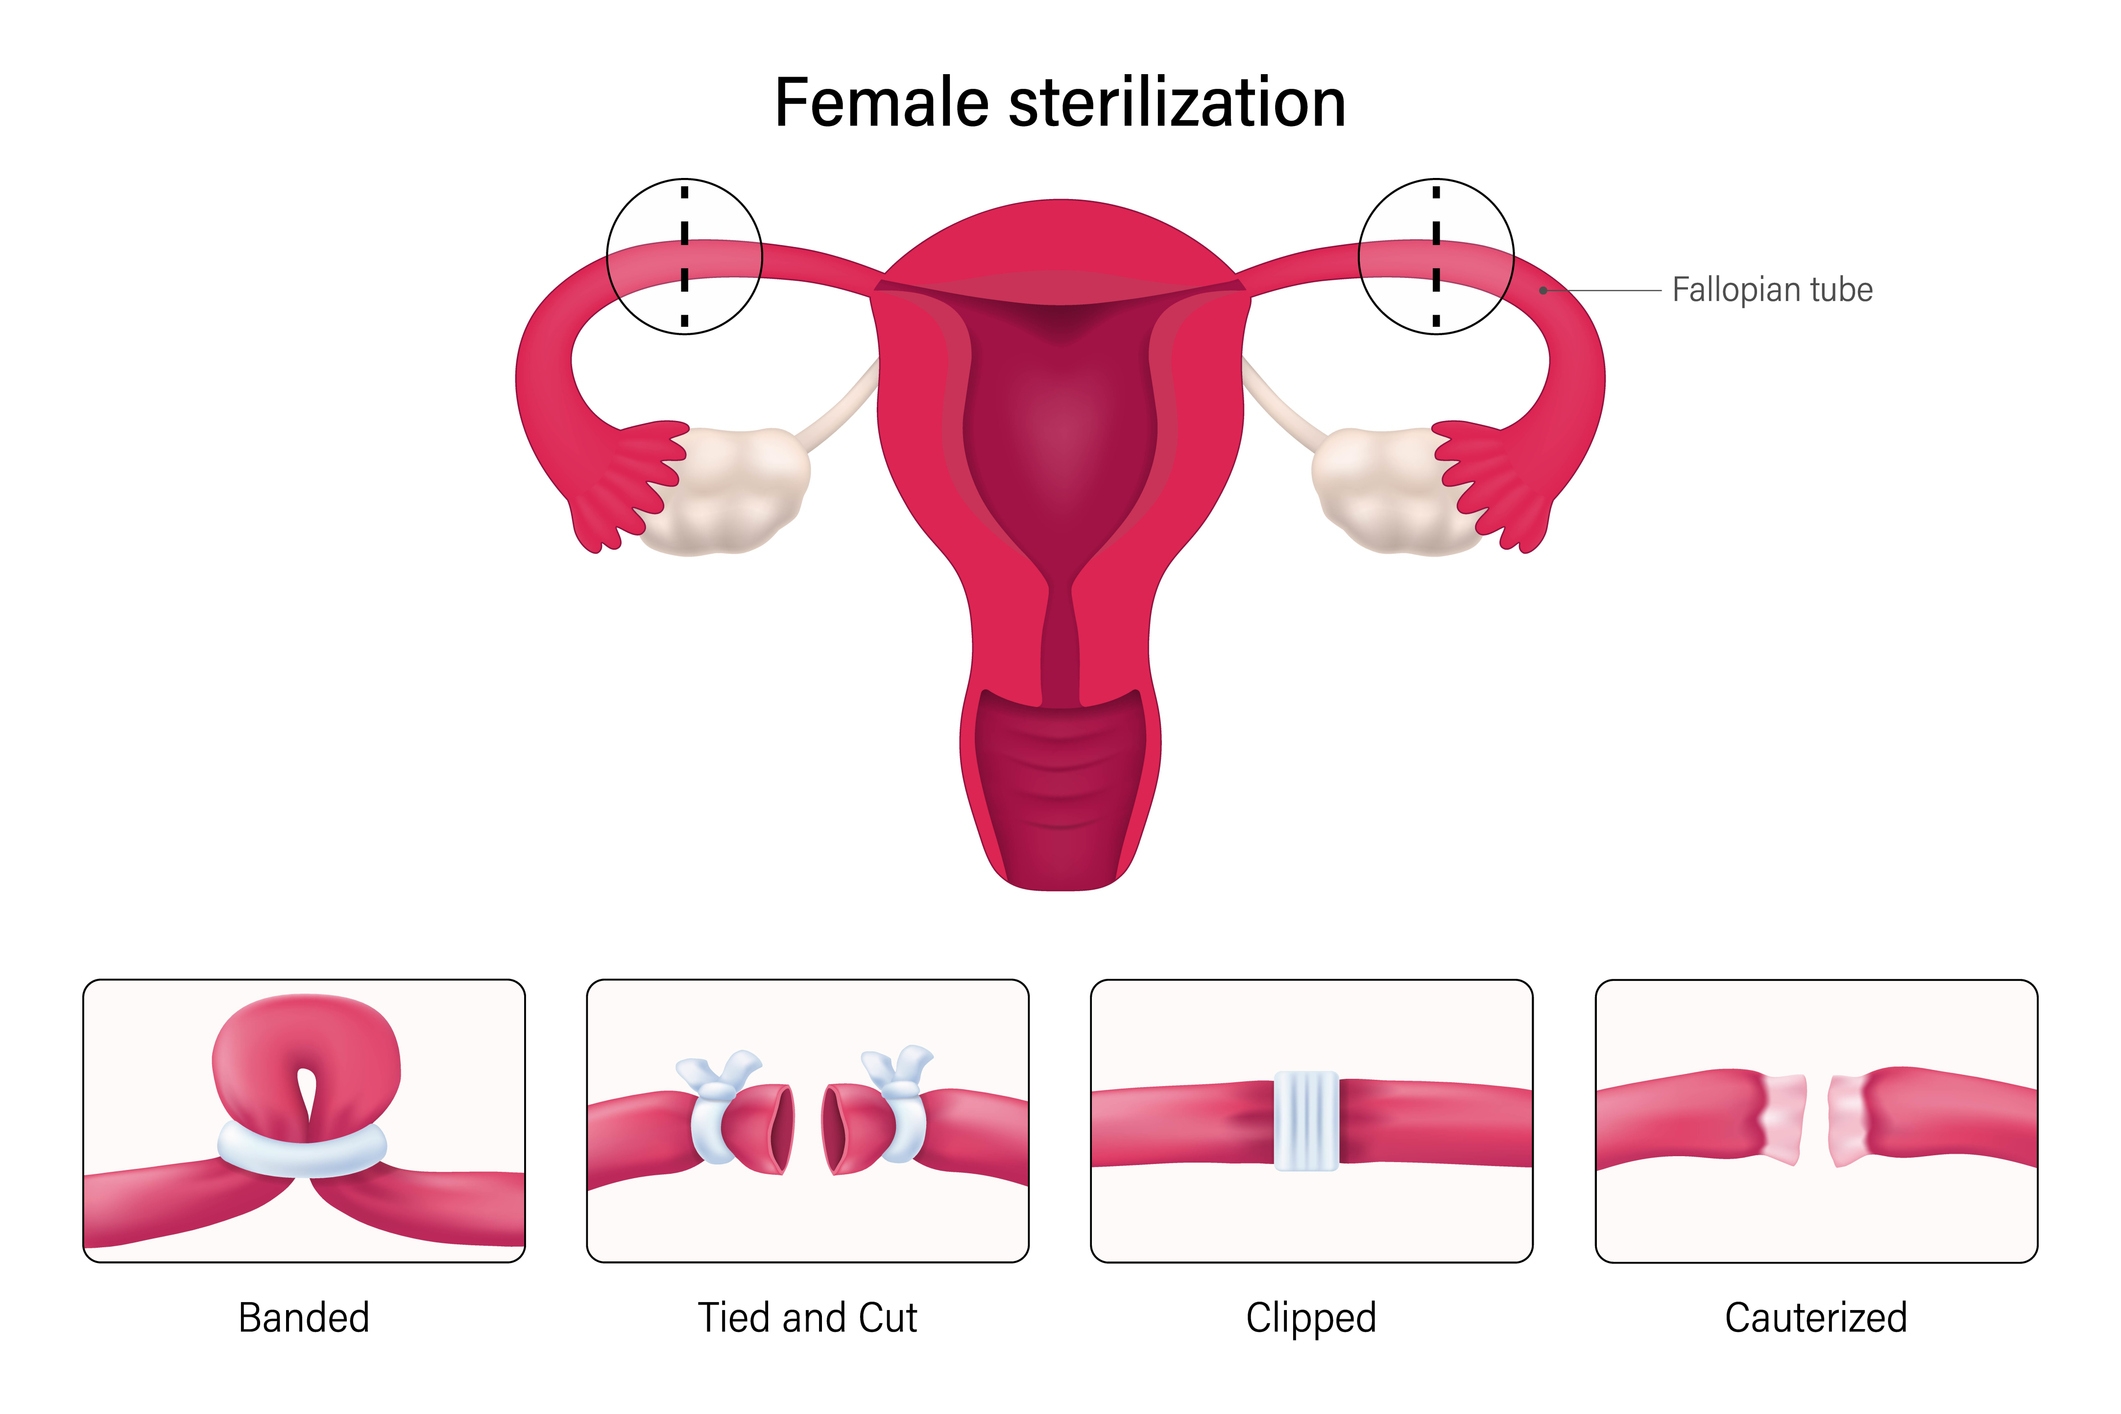 Female sterilization
Fallopian tube
Banded
Tied and Cut
Clipped
Cauterized